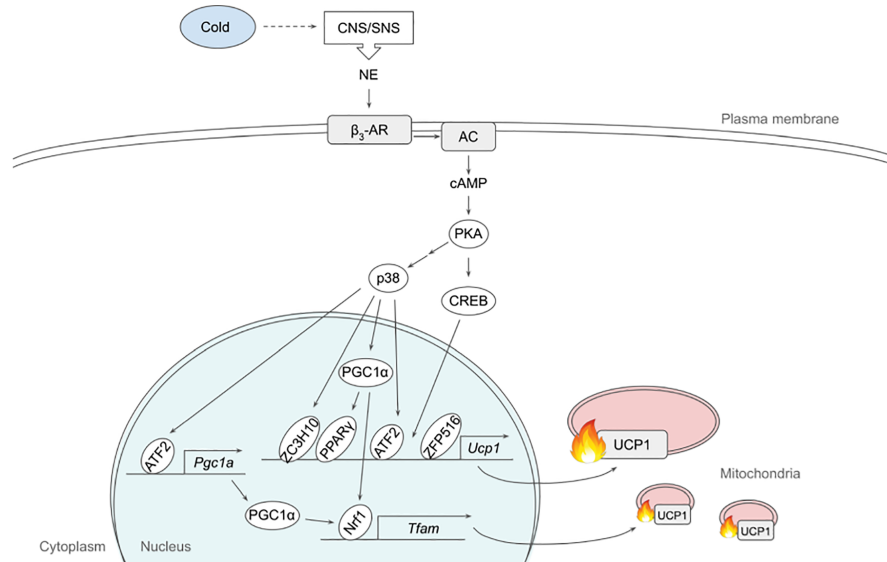 Cold
CNS/SNS
NE
Plasma membrane
β3-AR
AC
cAMP
PKA
p38
CREB
PGC1α
ZC3H10
PPARγ
ATF2
ZFP516
Ucp1
ATF2
Pgc1a
UCP1
Mitochondria
PGC1α
Nrf1
Tfam
UCP1
UCP1
Cytoplasm
Nucleus